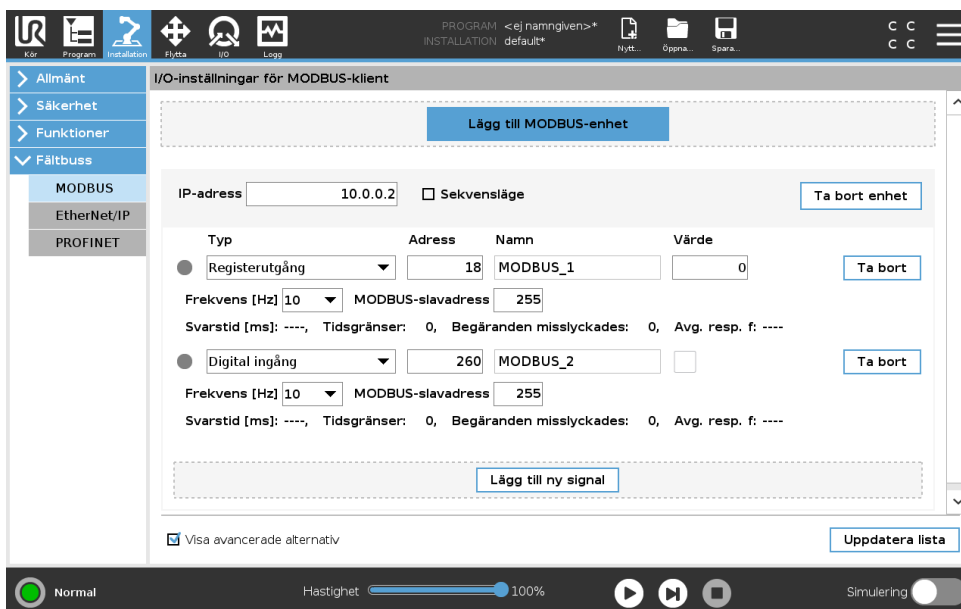 UR
PROGRAM <ej namngiven>*
INSTALLATION default*
Kör Program Installation Flytta I/O Logg Nytt... Öppna... Spara...
C C
C C
Allmänt
Säkerhet
Funktioner
Fältbuss
MODBUS
EtherNet/IP
PROFINET
I/O-inställningar för MODBUS-klient
Lägg till MODBUS-enhet
IP-adress 10.0.0.2 Sekvensläge Ta bort enhet
Typ Adress Namn Värde
Registerutgång 18 MODBUS_1 0 Ta bort
Frekvens [Hz] 10 MODBUS-slavadress 255
Svarstid [ms]: ----, Tidsgränser: 0, Begäranden misslyckades: 0, Avg. resp. f: ----
Digital ingång 260 MODBUS_2 Ta bort
Frekvens [Hz] 10 MODBUS-slavadress 255
Svarstid [ms]: ----, Tidsgränser: 0, Begäranden misslyckades: 0, Avg. resp. f: ----
Lägg till ny signal
Visa avancerade alternativ Uppdatera lista
Normal Hastighet 100% Simulering